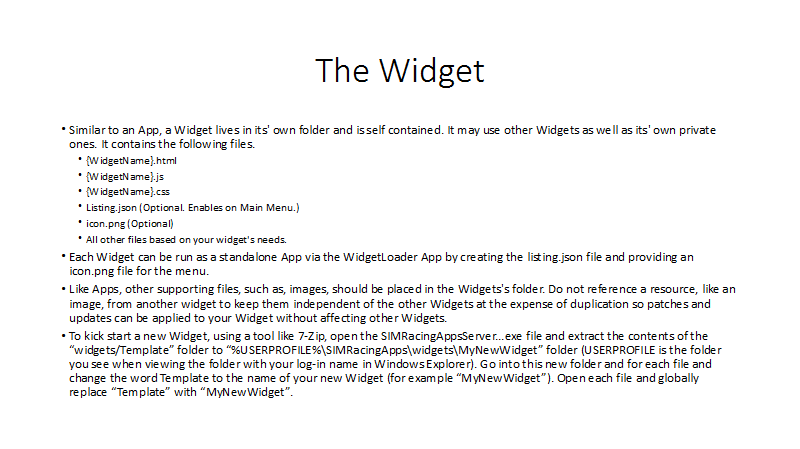 The Widget
• Similar to an App, a Widget lives in its' own folder and is self contained. It may use other Widgets as well as its' own private
ones. It contains the following files.
• {WidgetName}.html
• {WidgetName}.js
• {WidgetName}.css
• Listing.json (Optional. Enables on Main Menu.)
• icon.png (Optional)
• All other files based on your widget's needs.
• Each Widget can be run as a standalone App via the WidgetLoader App by creating the listing.json file and providing an
icon.png file for the menu.
• Like Apps, other supporting files, such as, images, should be placed in the Widgets's folder. Do not reference a resource, like an
image, from another widget to keep them independent of the other Widgets at the expense of duplication so patches and
updates can be applied to your Widget without affecting other Widgets.
• To kick start a new Widget, using a tool like 7-Zip, open the SIMRacingAppsServer...exe file and extract the contents of the
“widgets/Template” folder to “%USERPROFILE%\SIMRacingApps\widgets\MyNewWidget” folder (USERPROFILE is the folder
you see when viewing the folder with your log-in name in Windows Explorer). Go into this new folder and for each file and
change the word Template to the name of your new Widget (for example “MyNewWidget”). Open each file and globally
replace “Template” with “MyNewWidget”.